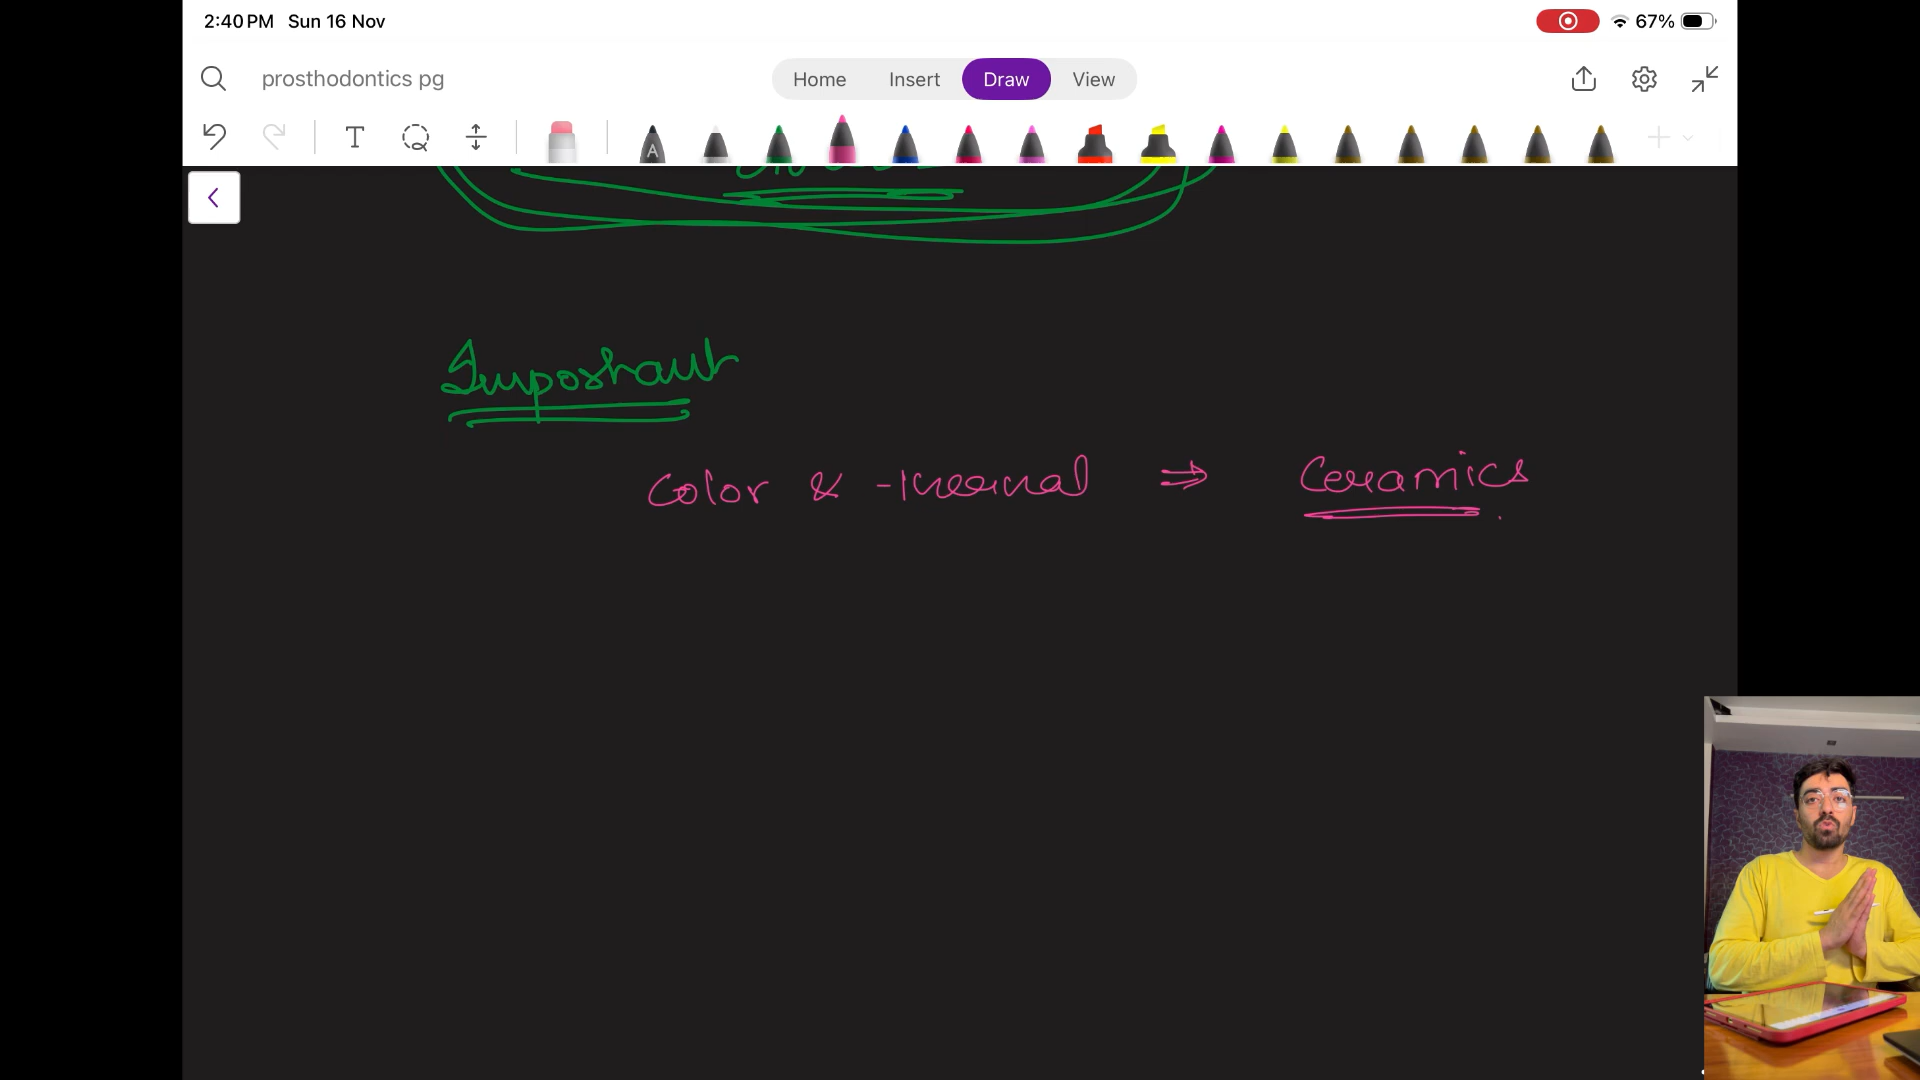 2:40 PM Sun 16 Nov
67%
prosthodontics pg
Home Insert Draw View
T
A
Important
Color & Thermal ⇒ Ceramics